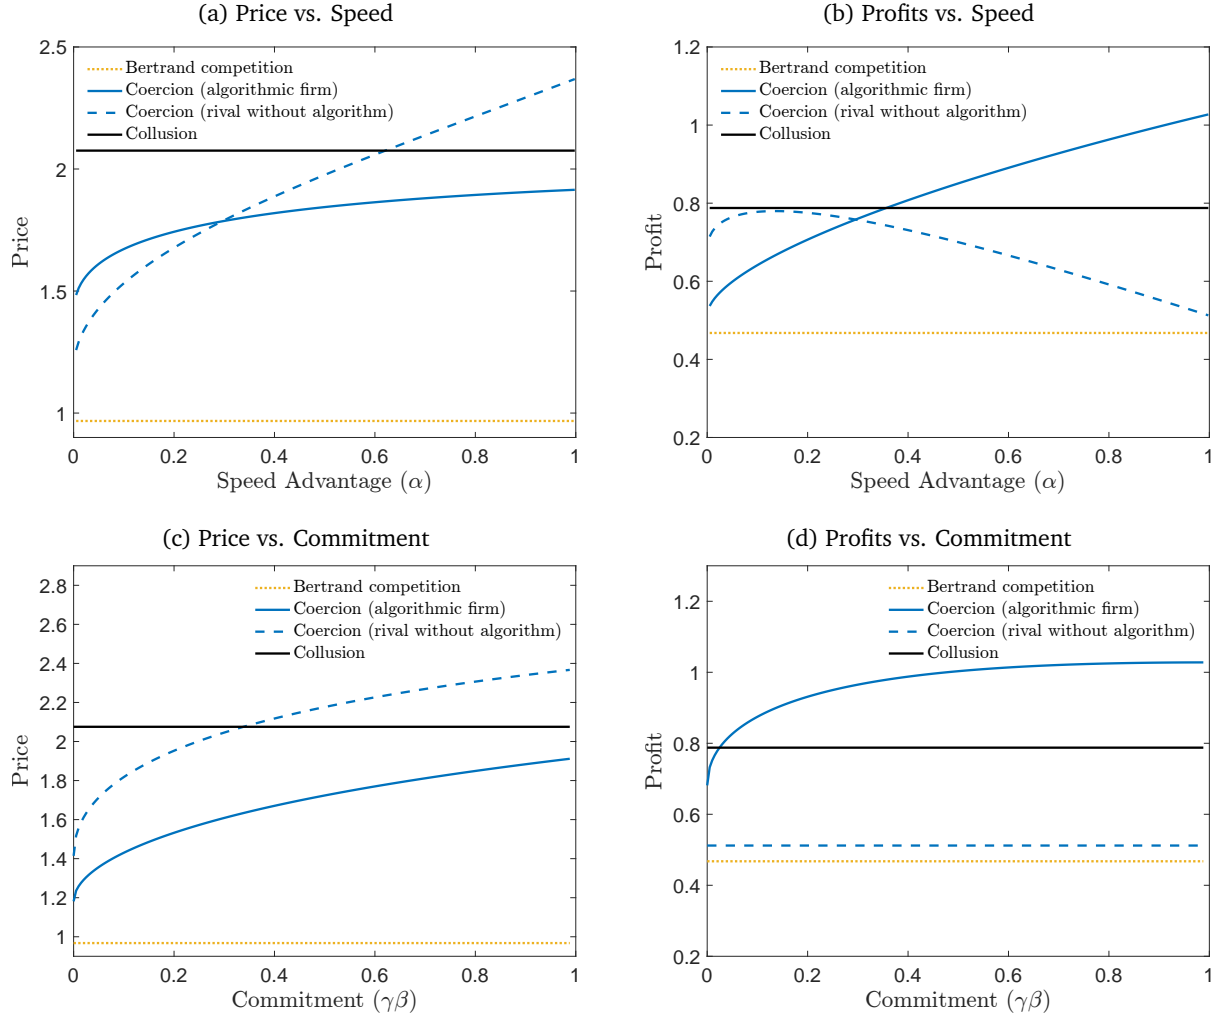 (a) Price vs. Speed
2.5
2
1.5
1
Price
Bertrand competition
Coercion (algorithmic firm)
Coercion (rival without algorithm)
Collusion
0 0.2 0.4 0.6 0.8 1
Speed Advantage (α)
(b) Profits vs. Speed
1.2
1
0.8
0.6
0.4
0.2
Profit
Bertrand competition
Coercion (algorithmic firm)
Coercion (rival without algorithm)
Collusion
0 0.2 0.4 0.6 0.8 1
Speed Advantage (α)
(c) Price vs. Commitment
2.8
2.6
2.4
2.2
2
1.8
1.6
1.4
1.2
1
Price
Bertrand competition
Coercion (algorithmic firm)
Coercion (rival without algorithm)
Collusion
0 0.2 0.4 0.6 0.8 1
Commitment (γβ)
(d) Profits vs. Commitment
1.2
1
0.8
0.6
0.4
0.2
Profit
Bertrand competition
Coercion (algorithmic firm)
Coercion (rival without algorithm)
Collusion
0 0.2 0.4 0.6 0.8 1
Commitment (γβ)